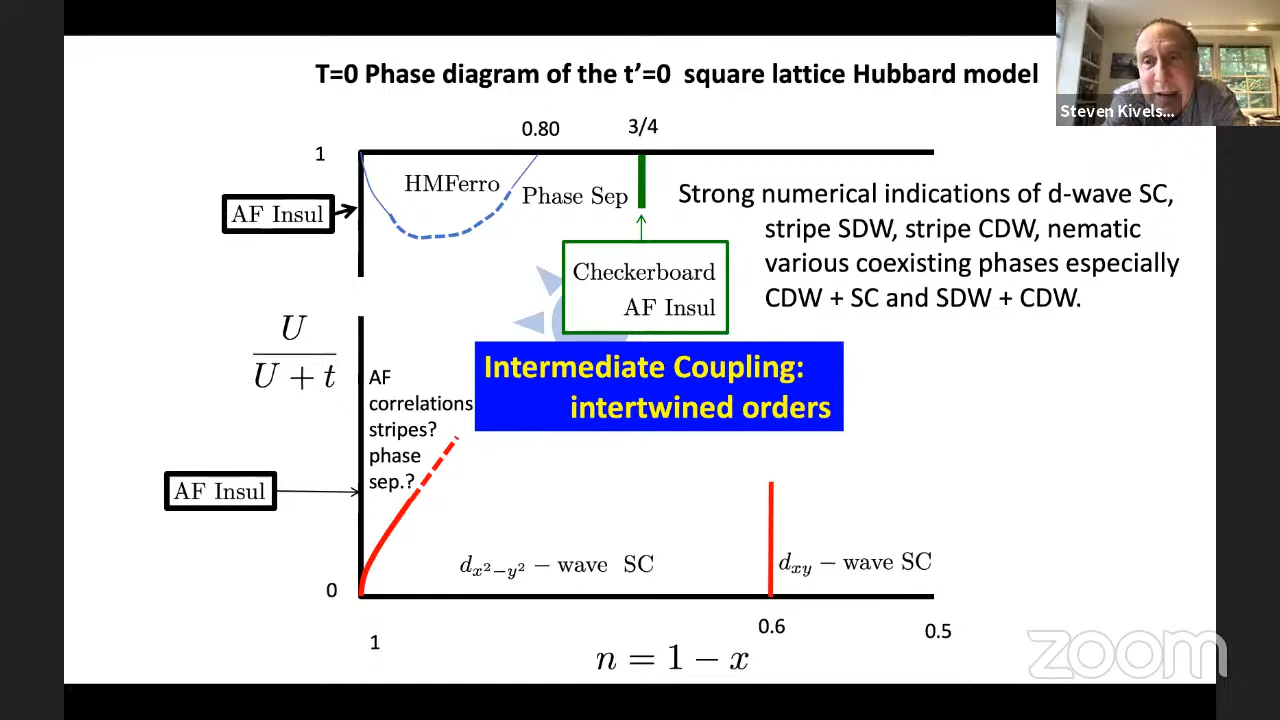 T=0 Phase diagram of the t’=0 square lattice Hubbard model
Steven Kivels...
0.80
3/4
1
HMFerro
Phase Sep
AF Insul
Strong numerical indications of d-wave SC,
stripe SDW, stripe CDW, nematic
various coexisting phases especially
CDW + SC and SDW + CDW.
Checkerboard
AF Insul
U
U + t
Intermediate Coupling:
intertwined orders
AF
correlations
stripes?
phase
sep.?
AF Insul
d_{x²−y²} − wave SC
d_{xy} − wave SC
0
1
0.6
0.5
n = 1 − x
zoom